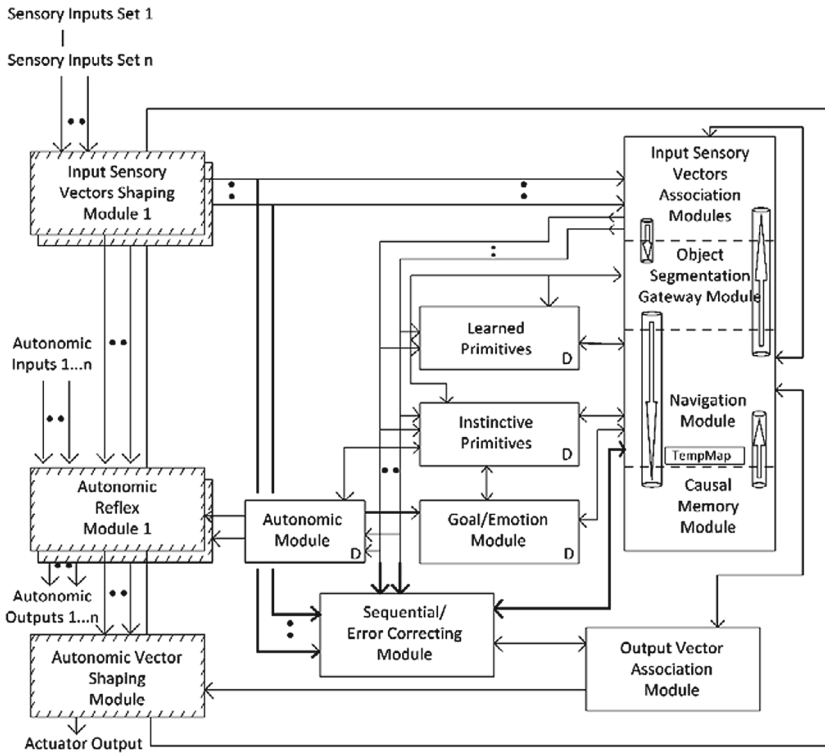 Sensory Inputs Set 1
|
Sensory Inputs Set n
Input Sensory
Vectors Shaping
Module 1
Input Sensory
Vectors
Association
Modules
Object
Segmentation
Gateway Module
Learned
Primitives
D
Autonomic
Inputs 1...n
Navigation
Module
TempMap
Instinctive
Primitives
D
Causal
Memory
Module
Autonomic
Reflex
Module 1
Autonomic
Module
D
Goal/Emotion
Module
D
Autonomic
Outputs 1...n
Sequential/
Error Correcting
Module
Autonomic Vector
Shaping
Module
Output Vector
Association
Module
Actuator Output